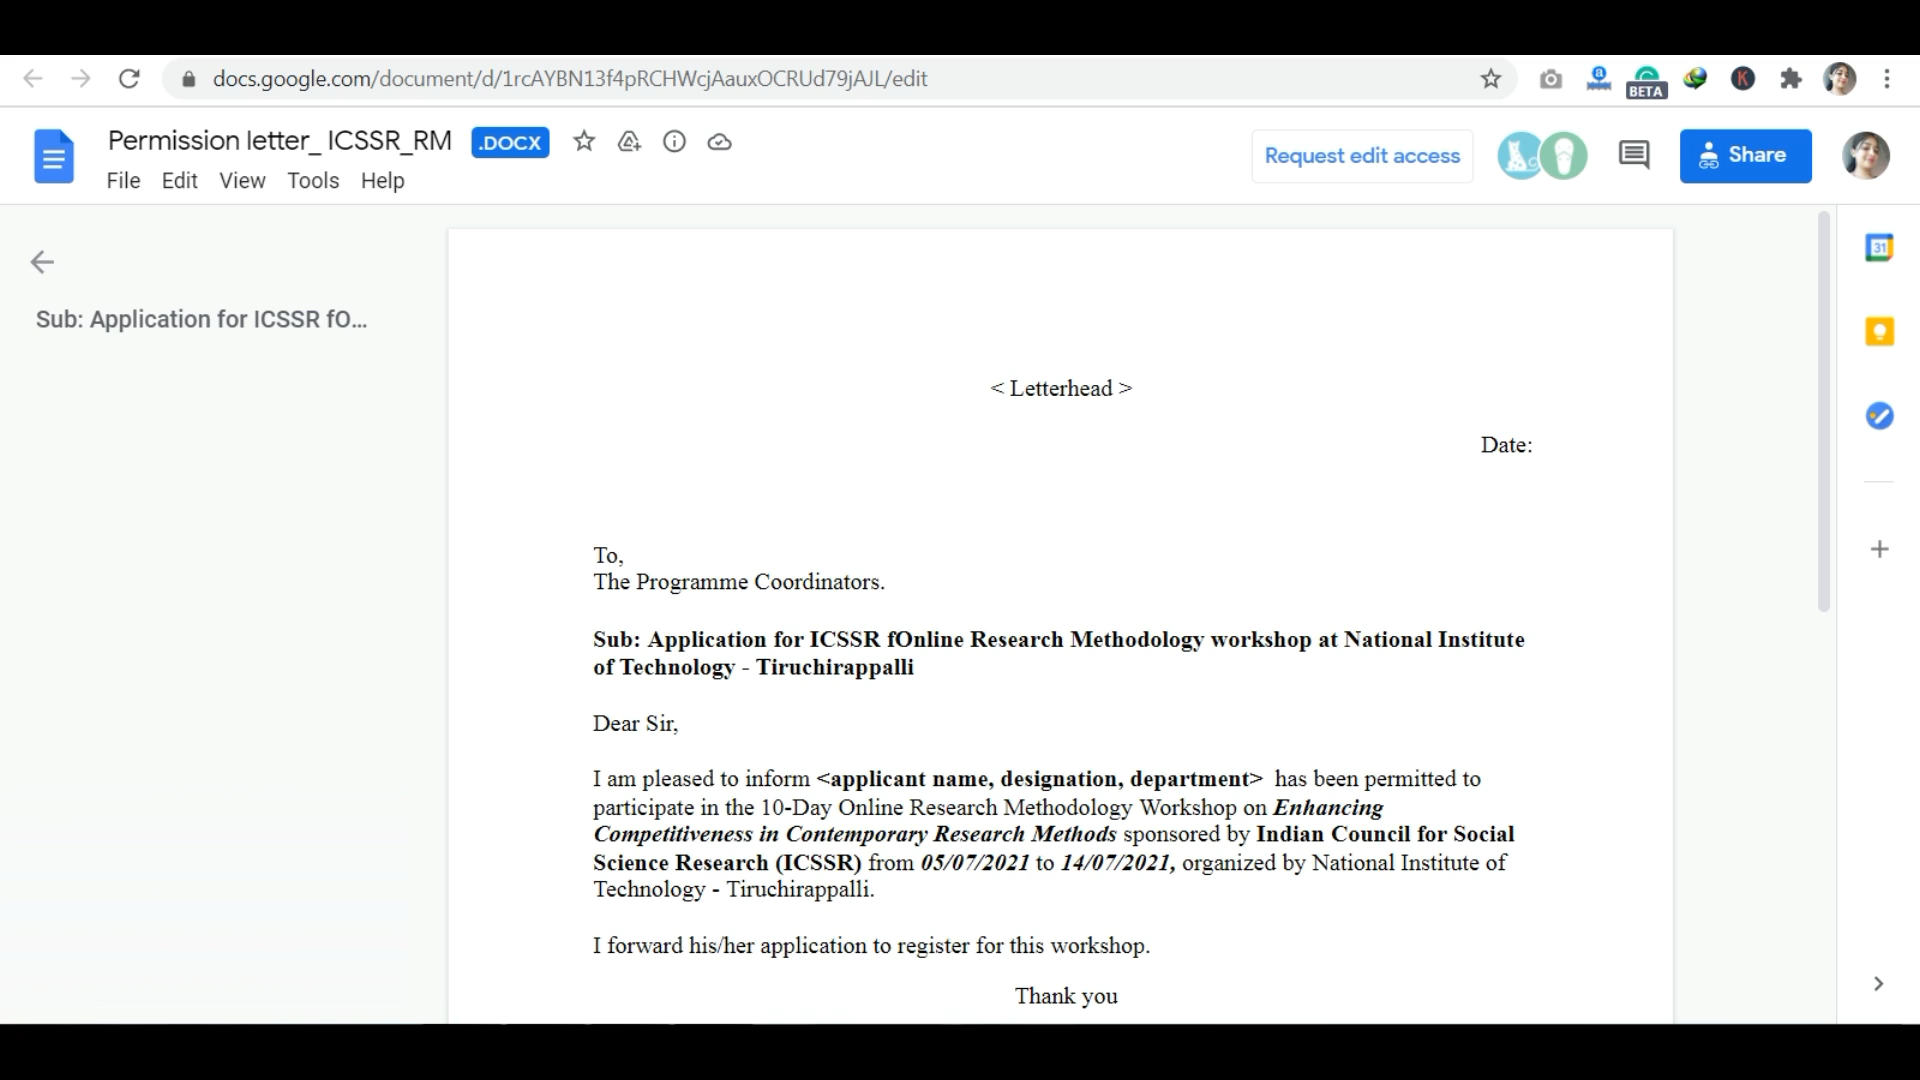 docs.google.com/document/d/1rcAYBN13f4pRCHWcjAauxOCRUd79jAJL/edit
BETA
K
Permission letter_ ICSSR_RM .DOCX
Request edit access
Share
File Edit View Tools Help
31
Sub: Application for ICSSR fO...
< Letterhead >
Date:
To,
The Programme Coordinators.
Sub: Application for ICSSR fOnline Research Methodology workshop at National Institute
of Technology - Tiruchirappalli
Dear Sir,
I am pleased to inform <applicant name, designation, department> has been permitted to
participate in the 10-Day Online Research Methodology Workshop on Enhancing
Competitiveness in Contemporary Research Methods sponsored by Indian Council for Social
Science Research (ICSSR) from 05/07/2021 to 14/07/2021, organized by National Institute of
Technology - Tiruchirappalli.
I forward his/her application to register for this workshop.
Thank you